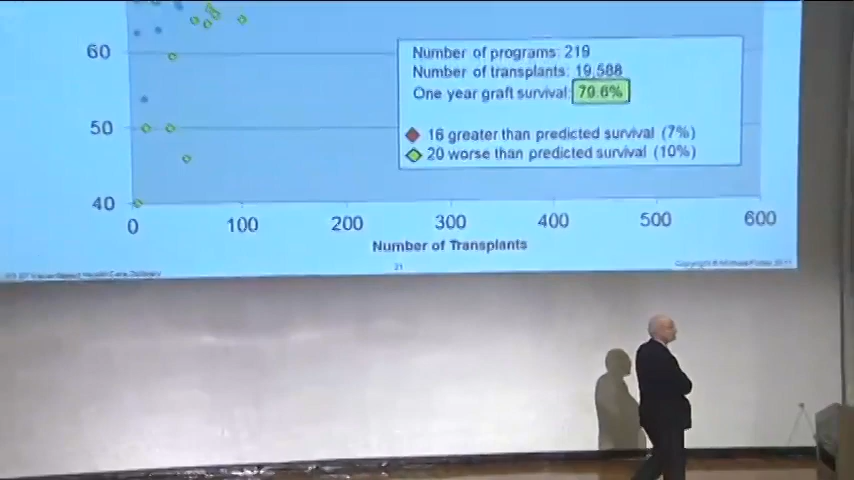 60
Number of programs: 219
Number of transplants: 19,588
One year graft survival: 79.6%
50
16 greater than predicted survival (7%)
20 worse than predicted survival (10%)
40
0 100 200 300 400 500 600
Number of Transplants
21